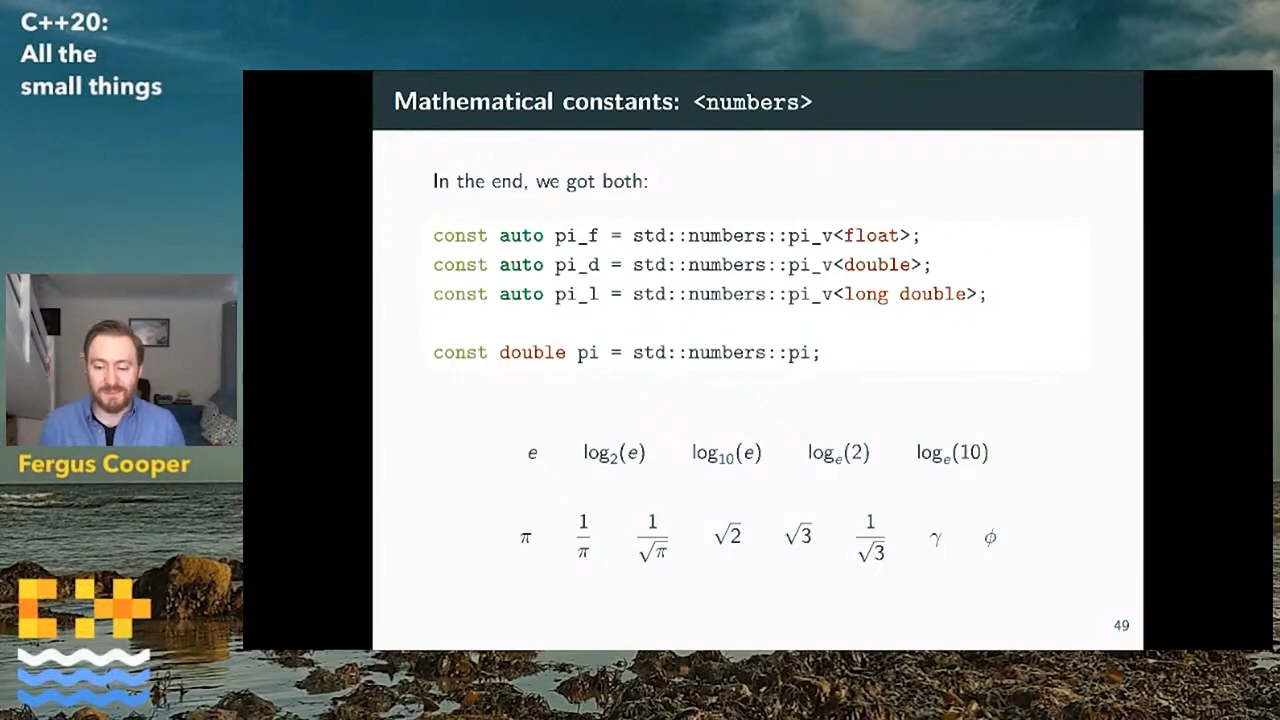 C++20:
All the
small things
Mathematical constants: <numbers>
In the end, we got both:
const auto pi_f = std::numbers::pi_v<float>;
const auto pi_d = std::numbers::pi_v<double>;
const auto pi_l = std::numbers::pi_v<long double>;
const double pi = std::numbers::pi;
e log₂(e) log₁₀(e) logₑ(2) logₑ(10)
π 1/π 1/√π √2 √3 1/√3 γ ϕ
49
Fergus Cooper
C++